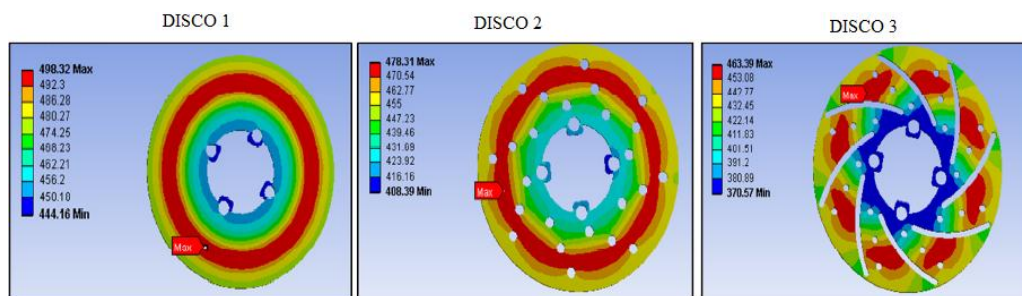 DISCO 1
498.32 Max
492.3
486.28
480.27
474.25
468.23
462.21
456.2
450.10
444.16 Min
Max
DISCO 2
478.31 Max
470.54
462.77
455
447.23
439.46
431.69
423.92
416.16
408.39 Min
Max
DISCO 3
463.39 Max
453.08
442.77
432.45
422.14
411.83
401.51
391.2
380.89
370.57 Min
Max